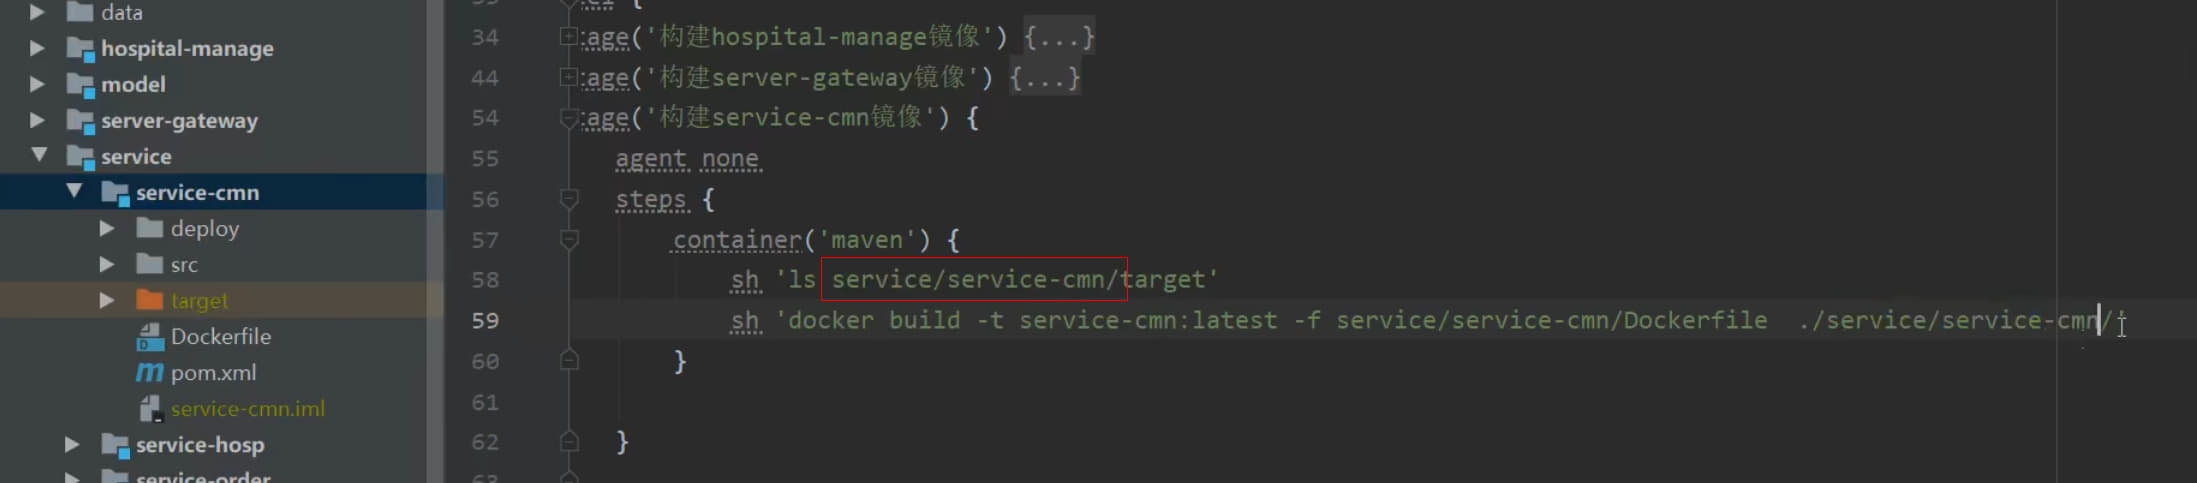 data
hospital-manage
model
server-gateway
service
service-cmn
deploy
src
target
Dockerfile
pom.xml
service-cmn.iml
service-hosp
service-order
34 tage('构建hospital-manage镜像') {...}
44 tage('构建server-gateway镜像') {...}
54 tage('构建service-cmn镜像') {
55 agent none
56 steps {
57 container('maven') {
58 sh 'ls service/service-cmn/target'
59 sh 'docker build -t service-cmn:latest -f service/service-cmn/Dockerfile  ./service/service-cmn/'
60 }
61
62 }
63